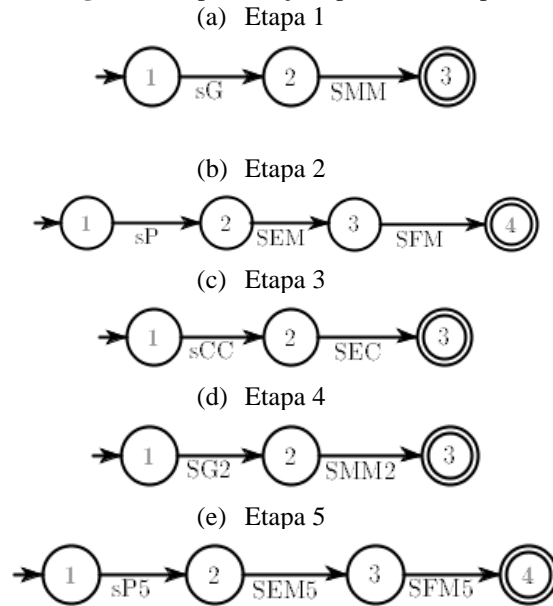 (a) Etapa 1
1 sG 2 SMM 3
(b) Etapa 2
1 sP 2 SEM 3 SFM 4
(c) Etapa 3
1 sCC 2 SEC 3
(d) Etapa 4
1 SG2 2 SMM2 3
(e) Etapa 5
1 sP5 2 SEM5 3 SFM5 4